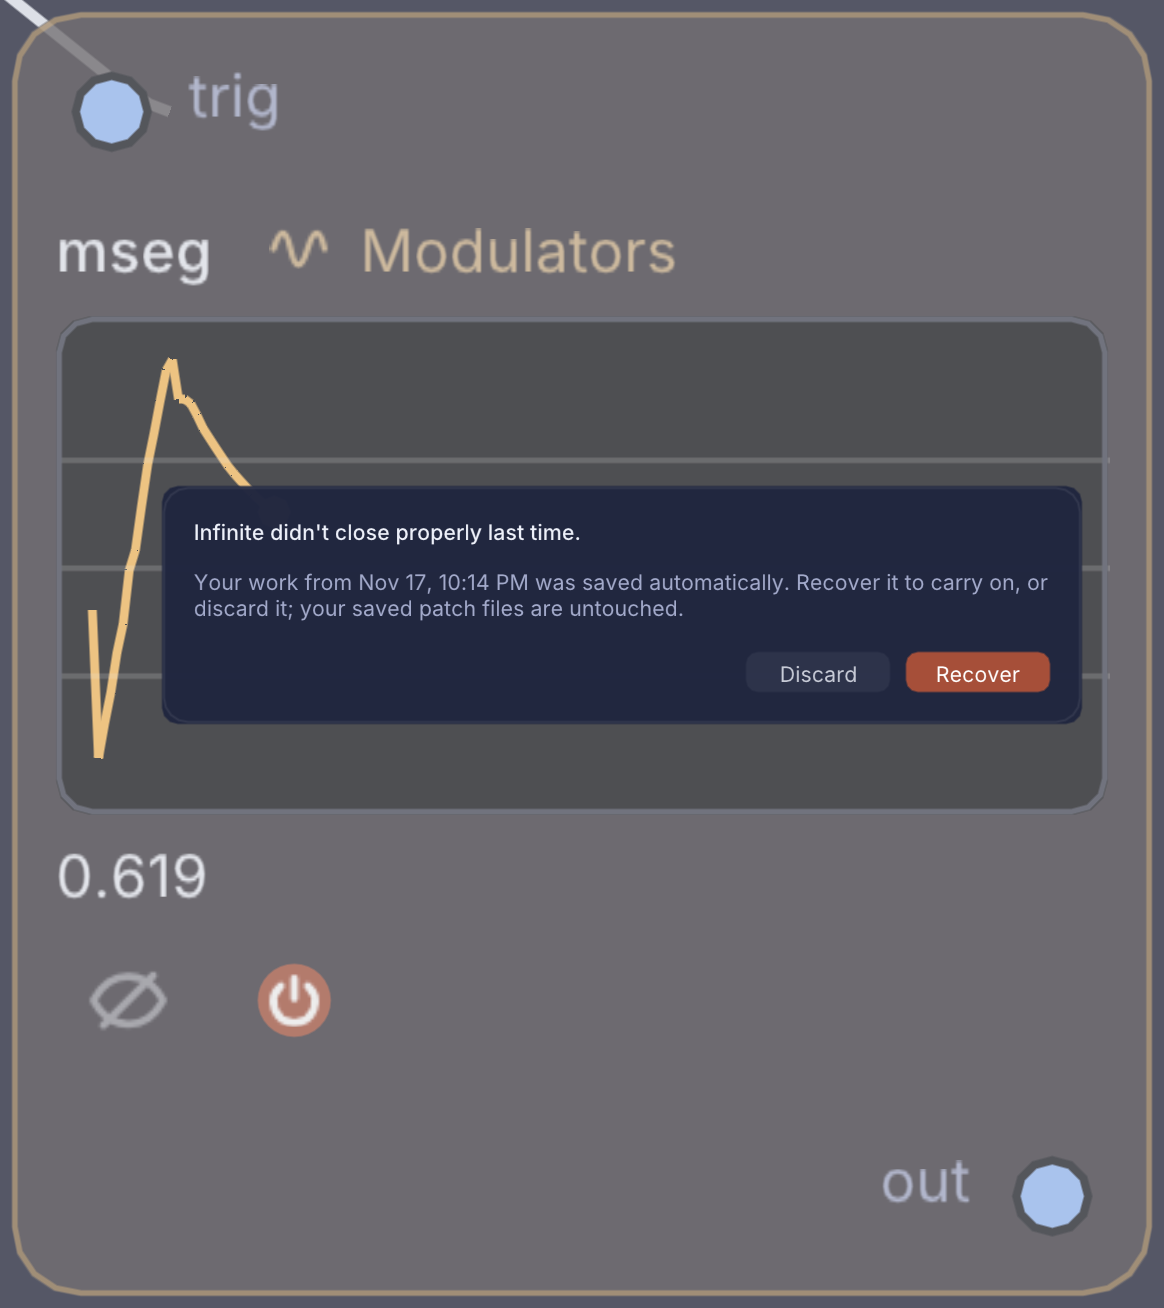 trig
mseg Modulators
Infinite didn't close properly last time.
Your work from Nov 17, 10:14 PM was saved automatically. Recover it to carry on, or
discard it; your saved patch files are untouched.
Discard Recover
0.619
out